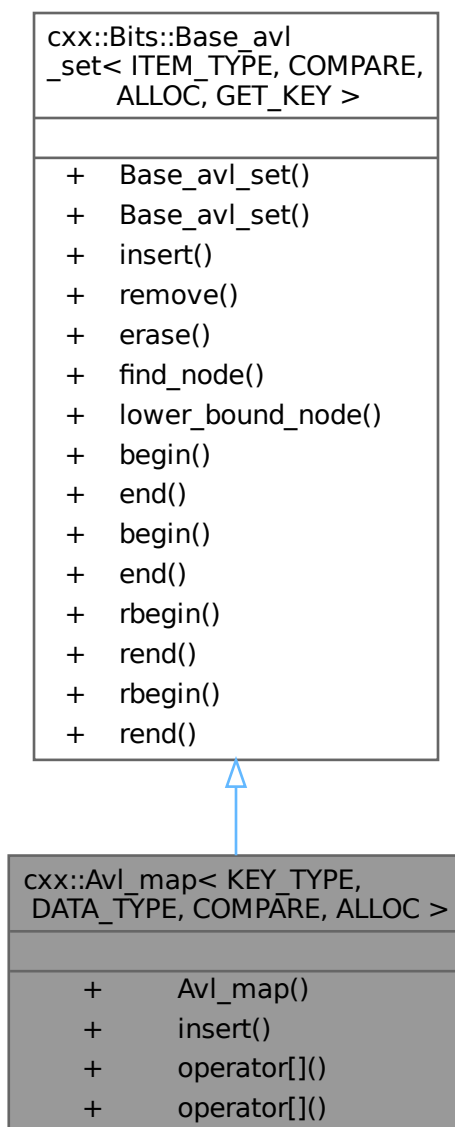 cxx::Bits::Base_avl
_set< ITEM_TYPE, COMPARE,
ALLOC, GET_KEY >
+ Base_avl_set()
+ Base_avl_set()
+ insert()
+ remove()
+ erase()
+ find_node()
+ lower_bound_node()
+ begin()
+ end()
+ begin()
+ end()
+ rbegin()
+ rend()
+ rbegin()
+ rend()
cxx::Avl_map< KEY_TYPE,
DATA_TYPE, COMPARE, ALLOC >
+ Avl_map()
+ insert()
+ operator[]()
+ operator[]()